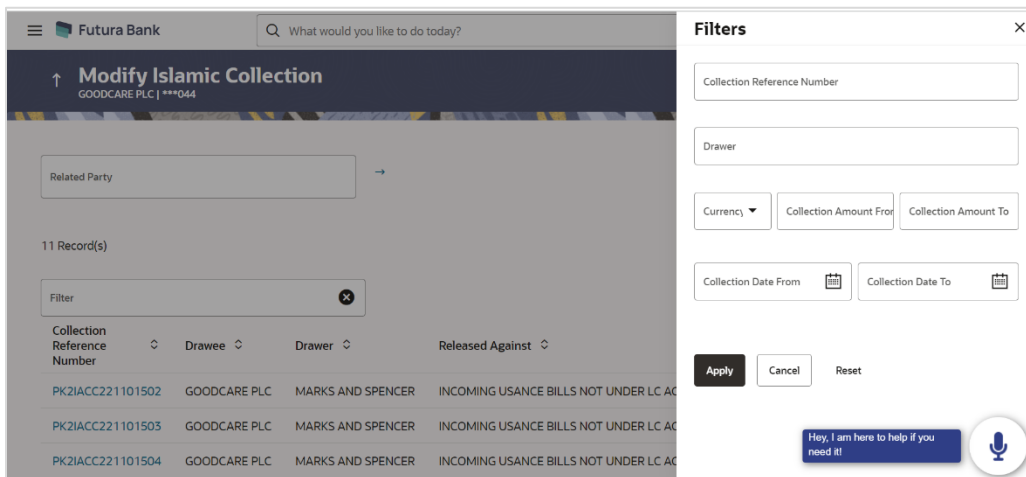 Futura Bank
What would you like to do today?
Modify Islamic Collection
GOODCARE PLC | ***044
Related Party
11 Record(s)
Filter
Collection
Reference
Number
Drawee
Drawer
Released Against
PK2IACC221101502 GOODCARE PLC MARKS AND SPENCER INCOMING USANCE BILLS NOT UNDER LC AC
PK2IACC221101503 GOODCARE PLC MARKS AND SPENCER INCOMING USANCE BILLS NOT UNDER LC AC
PK2IACC221101504 GOODCARE PLC MARKS AND SPENCER INCOMING USANCE BILLS NOT UNDER LC AC
Filters
Collection Reference Number
Drawer
Currency Collection Amount From Collection Amount To
Collection Date From Collection Date To
Apply Cancel Reset
Hey, I am here to help if you
need it!